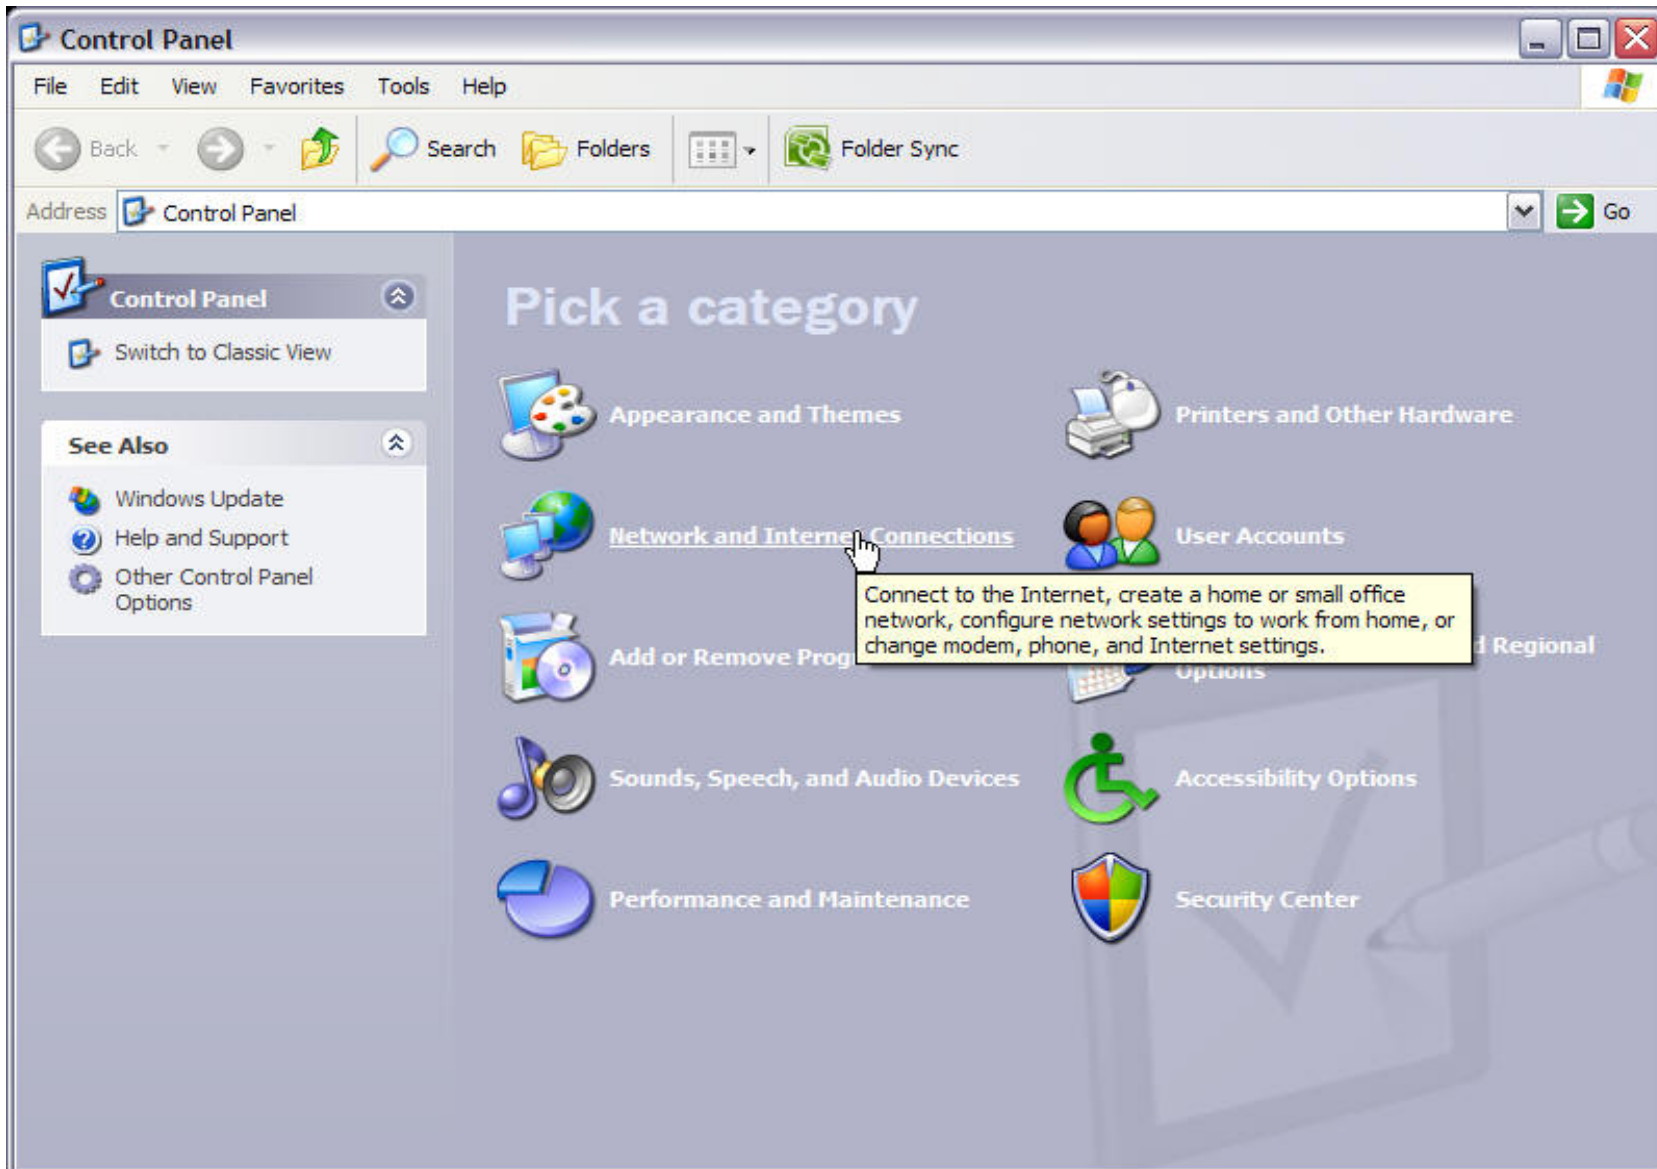 Control Panel
File Edit View Favorites Tools Help
Back Search Folders Folder Sync
Address Control Panel Go
Control Panel
Switch to Classic View
See Also
Windows Update
Help and Support
Other Control Panel
Options
Pick a category
Appearance and Themes
Printers and Other Hardware
Network and Internet Connections
User Accounts
Connect to the Internet, create a home or small office
network, configure network settings to work from home, or
change modem, phone, and Internet settings.
Add or Remove
Regional
Options
Sounds, Speech, and Audio Devices
Accessibility Options
Performance and Maintenance
Security Center